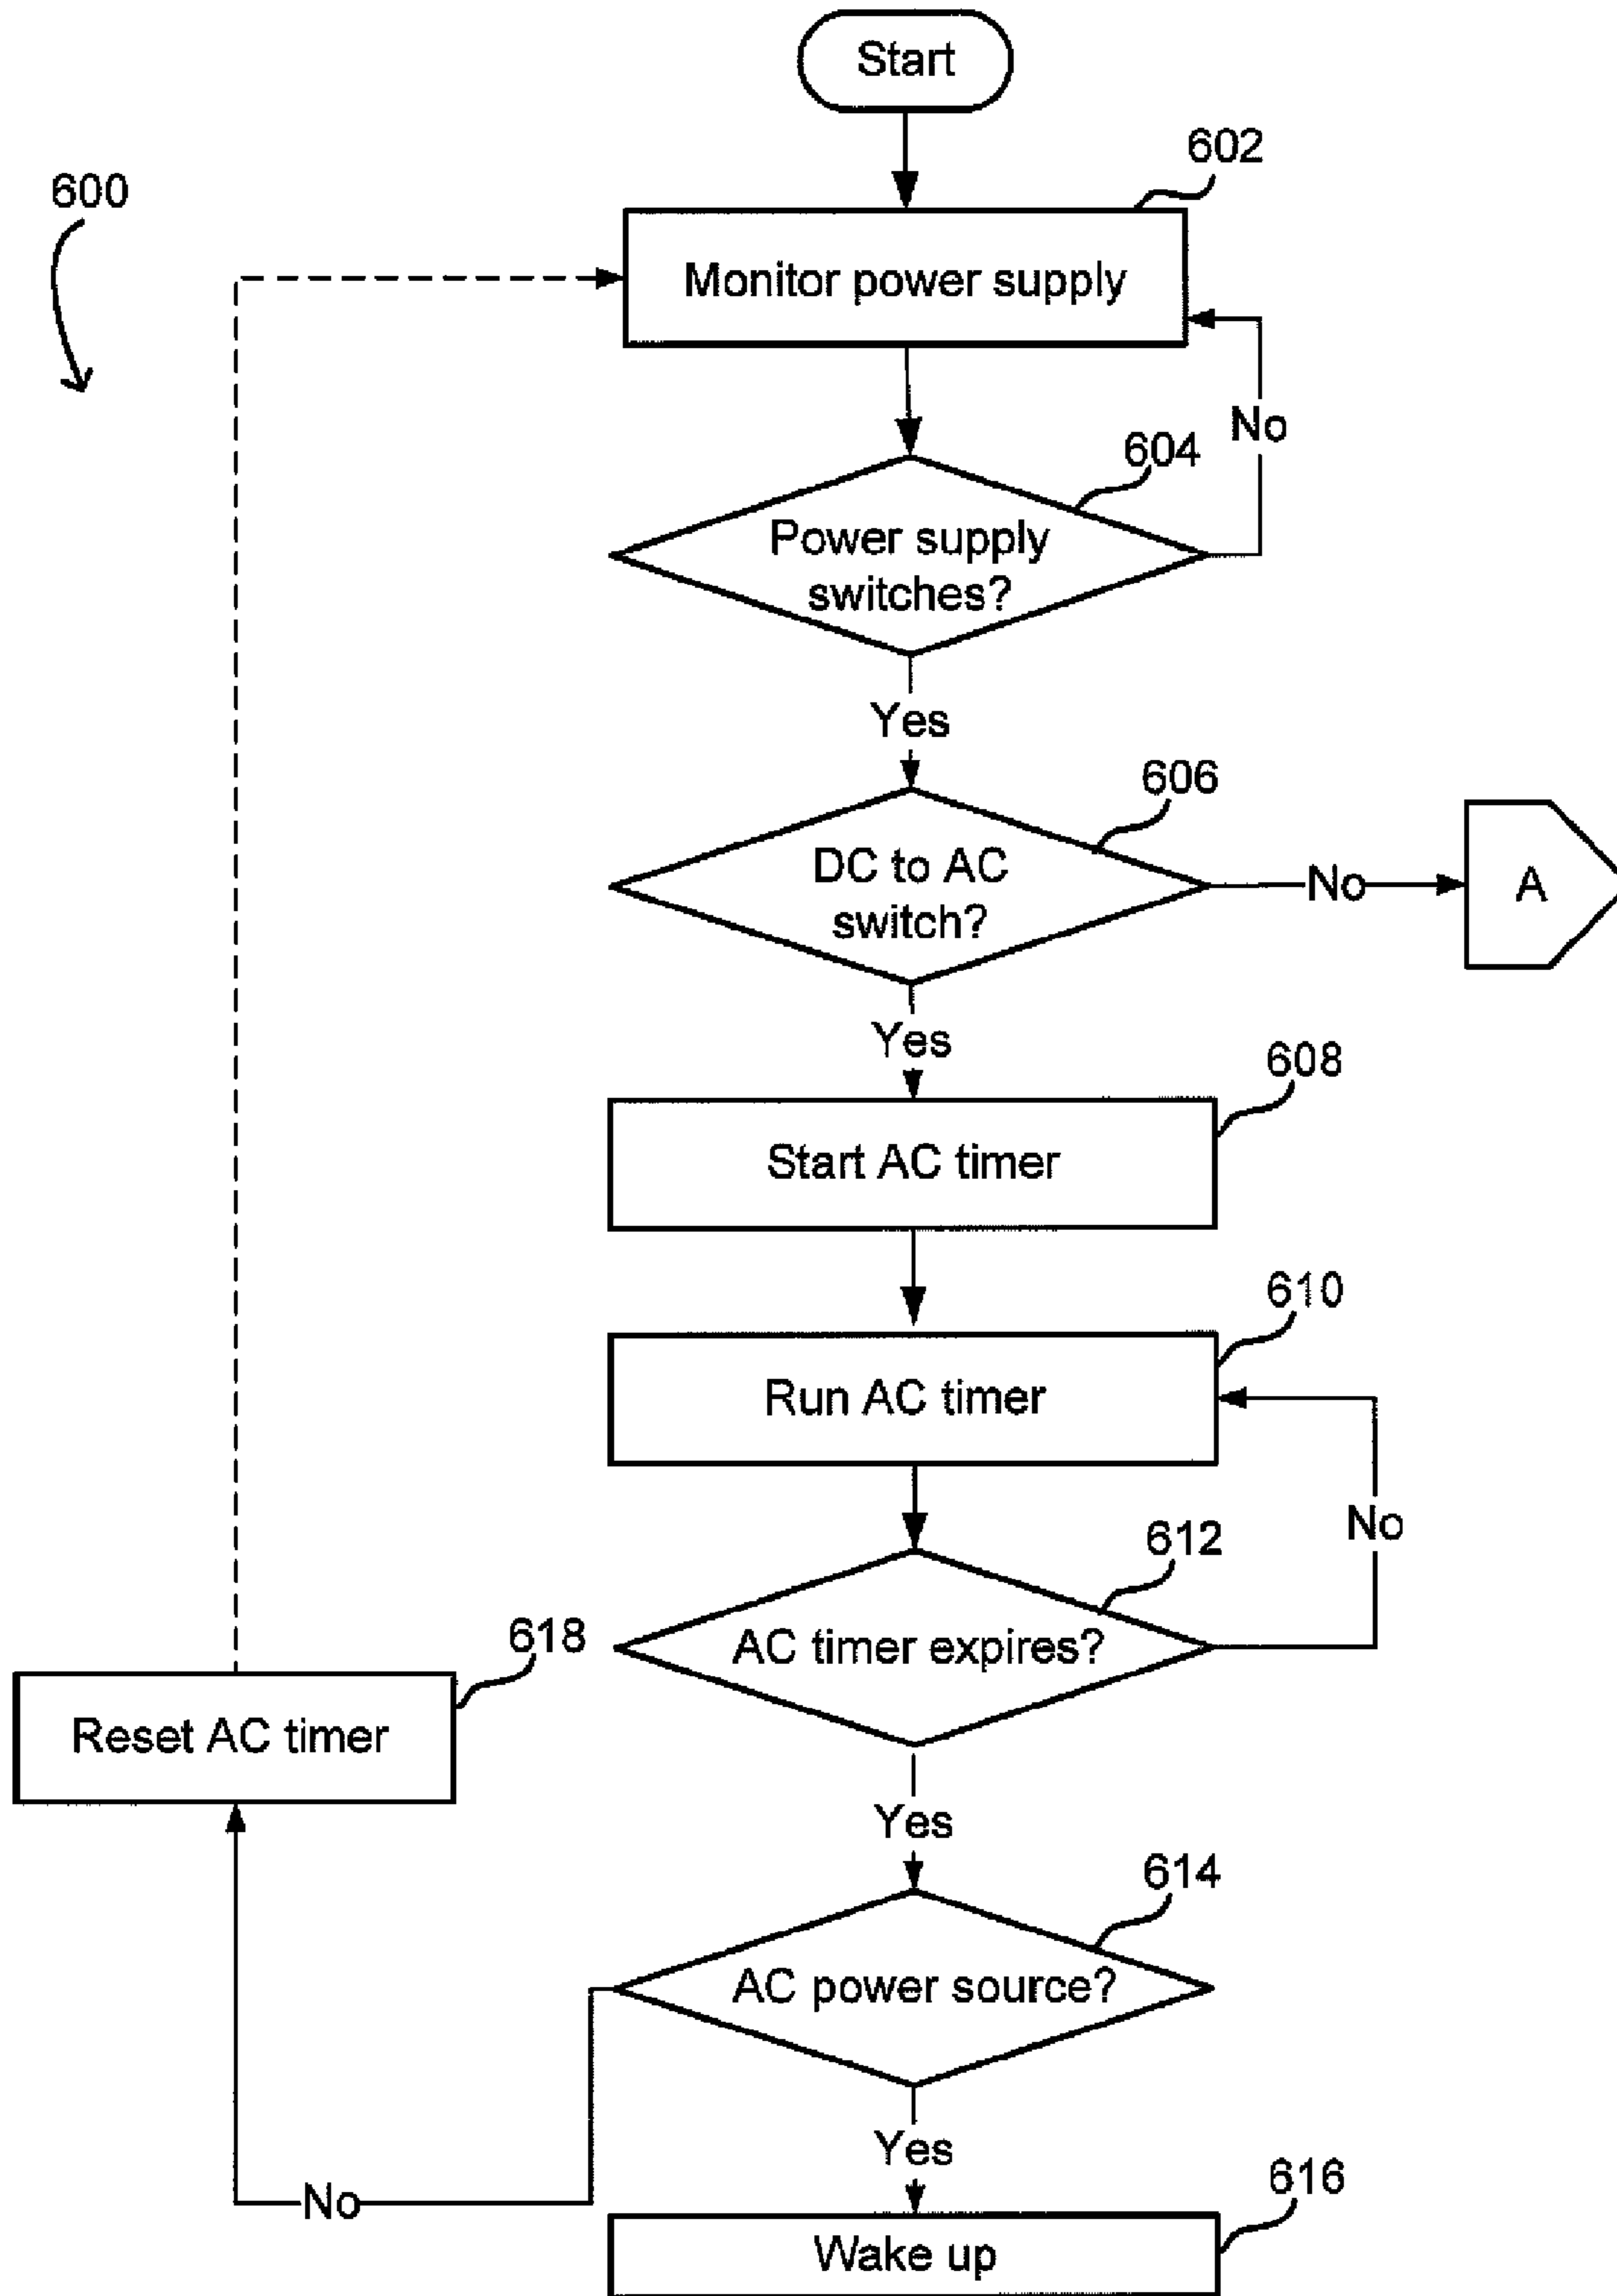 Start
602
600
Monitor power supply
No
604
Power supply
switches?
Yes
606
DC to AC
switch?
No
A
Yes
608
Start AC timer
610
Run AC timer
No
612
AC timer expires?
618
Reset AC timer
Yes
614
AC power source?
Yes
No
616
Wake up